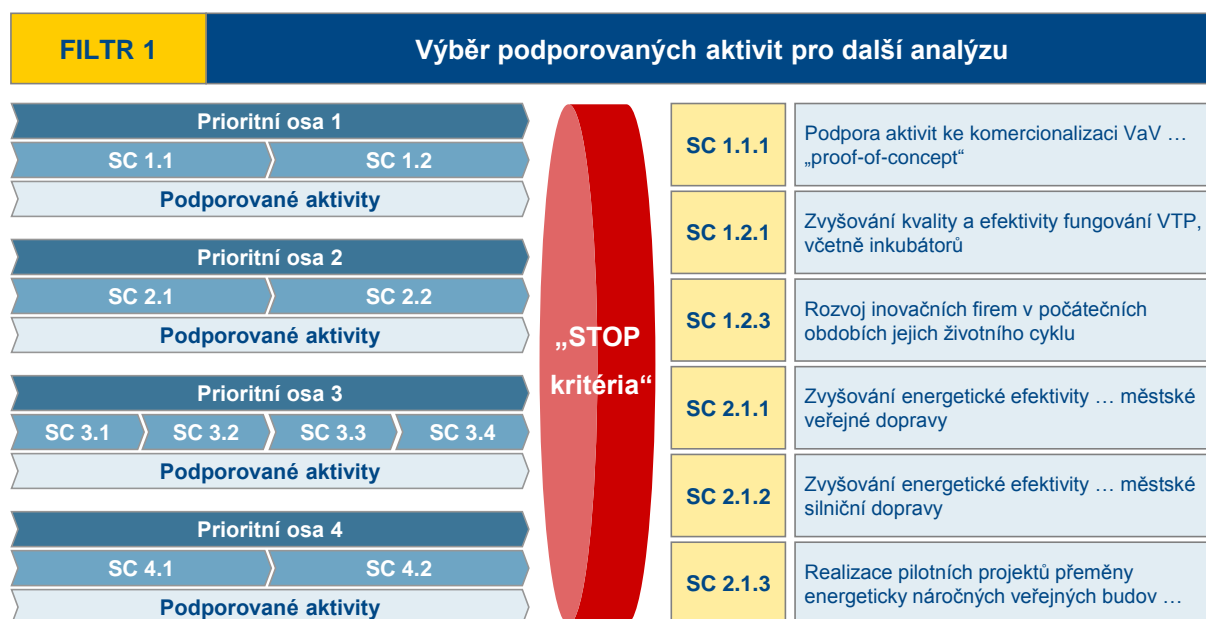 FILTR 1
Výběr podporovaných aktivit pro další analýzu
Prioritní osa 1
SC 1.1
SC 1.2
Podporované aktivity
Prioritní osa 2
SC 2.1
SC 2.2
Podporované aktivity
Prioritní osa 3
SC 3.1
SC 3.2
SC 3.3
SC 3.4
Podporované aktivity
Prioritní osa 4
SC 4.1
SC 4.2
Podporované aktivity
„STOP
kritéria“
SC 1.1.1
Podpora aktivit ke komercionalizaci VaV …
„proof-of-concept“
SC 1.2.1
Zvyšování kvality a efektivity fungování VTP,
včetně inkubátorů
SC 1.2.3
Rozvoj inovačních firem v počátečních
obdobích jejich životního cyklu
SC 2.1.1
Zvyšování energetické efektivity … městské
veřejné dopravy
SC 2.1.2
Zvyšování energetické efektivity … městské
silniční dopravy
SC 2.1.3
Realizace pilotních projektů přeměny
energeticky náročných veřejných budov …